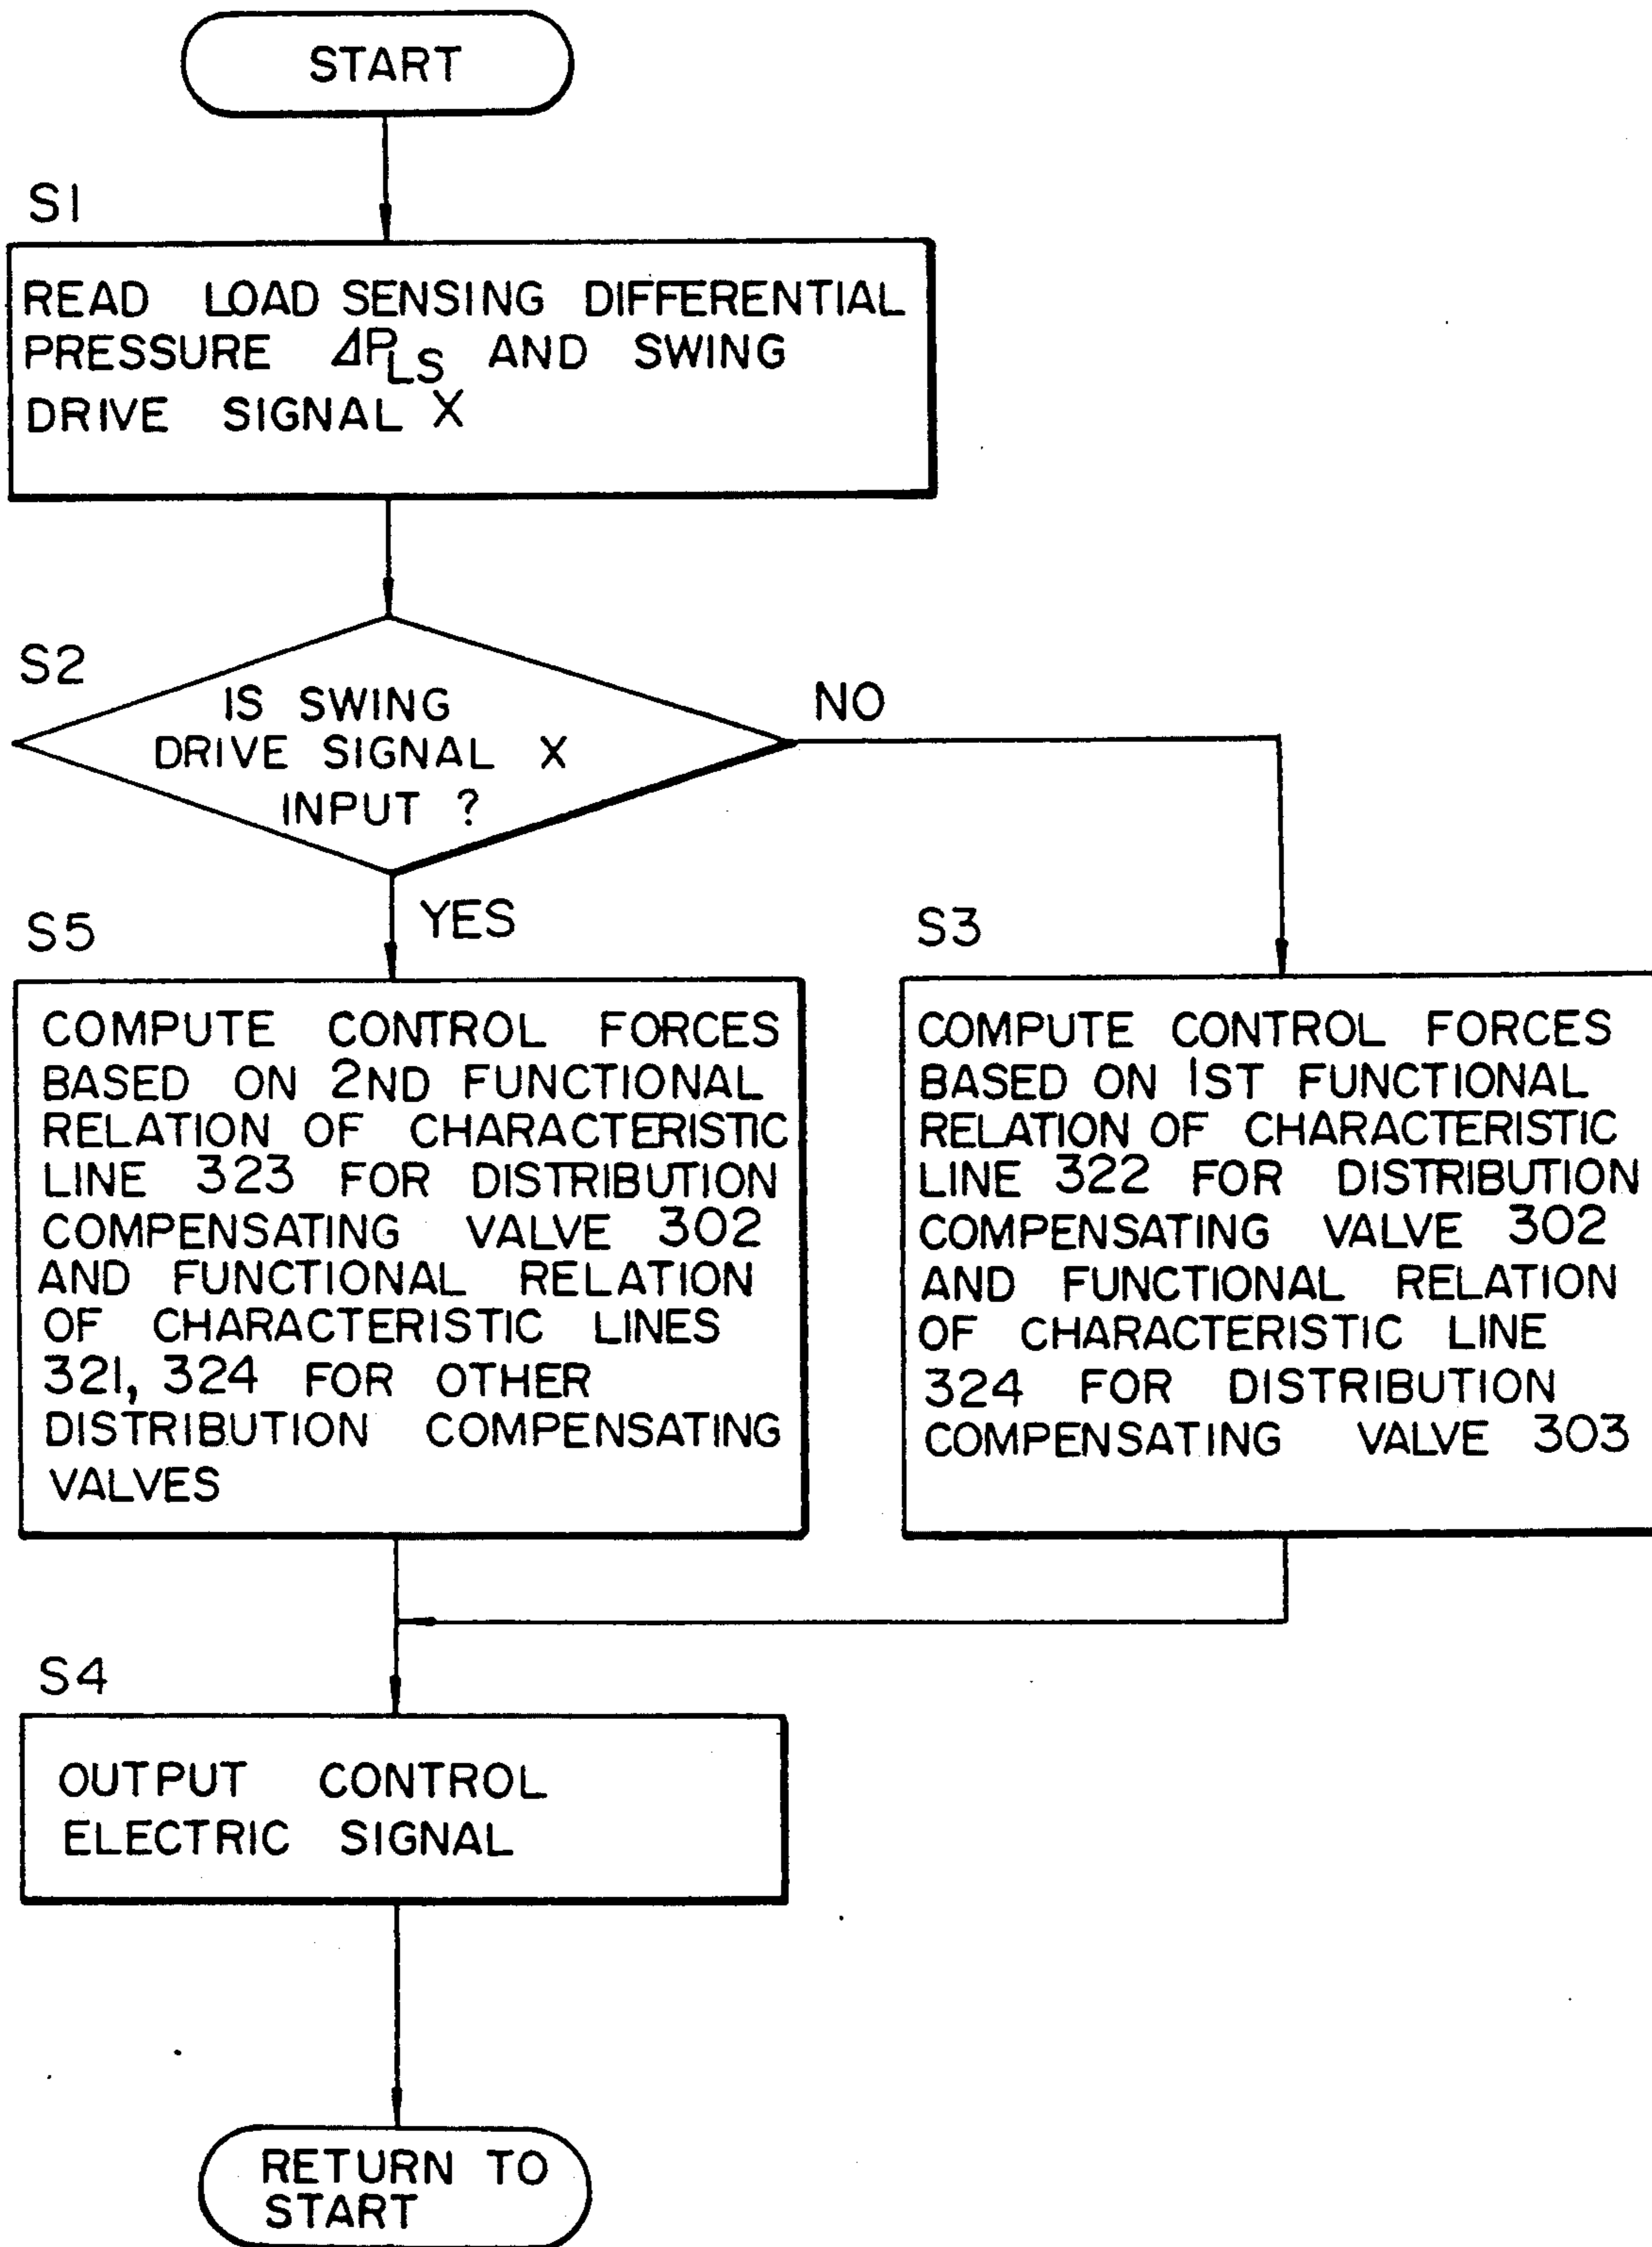 START
S1
READ LOAD SENSING DIFFERENTIAL
PRESSURE ΔPLS AND SWING
DRIVE SIGNAL X
S2
IS SWING
DRIVE SIGNAL X
INPUT ?
NO
YES
S5
COMPUTE CONTROL FORCES
BASED ON 2ND FUNCTIONAL
RELATION OF CHARACTERISTIC
LINE 323 FOR DISTRIBUTION
COMPENSATING VALVE 302
AND FUNCTIONAL RELATION
OF CHARACTERISTIC LINES
321, 324 FOR OTHER
DISTRIBUTION COMPENSATING
VALVES
S3
COMPUTE CONTROL FORCES
BASED ON 1ST FUNCTIONAL
RELATION OF CHARACTERISTIC
LINE 322 FOR DISTRIBUTION
COMPENSATING VALVE 302
AND FUNCTIONAL RELATION
OF CHARACTERISTIC LINE
324 FOR DISTRIBUTION
COMPENSATING VALVE 303
S4
OUTPUT CONTROL
ELECTRIC SIGNAL
RETURN TO
START